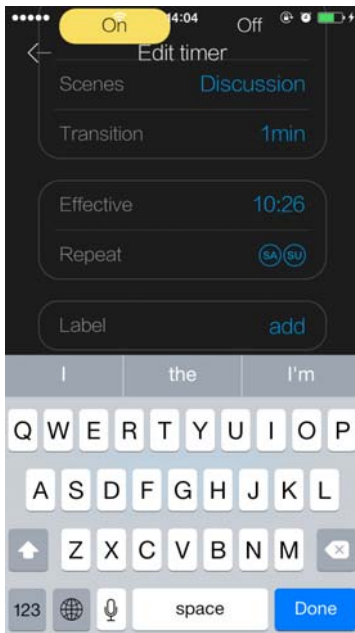 On 14:04 Off
Edit timer
Scenes Discussion
Transition 1min
Effective 10:26
Repeat SA SU
Label add
I the I'm
Q W E R T Y U I O P
A S D F G H J K L
Z X C V B N M
123 space Done